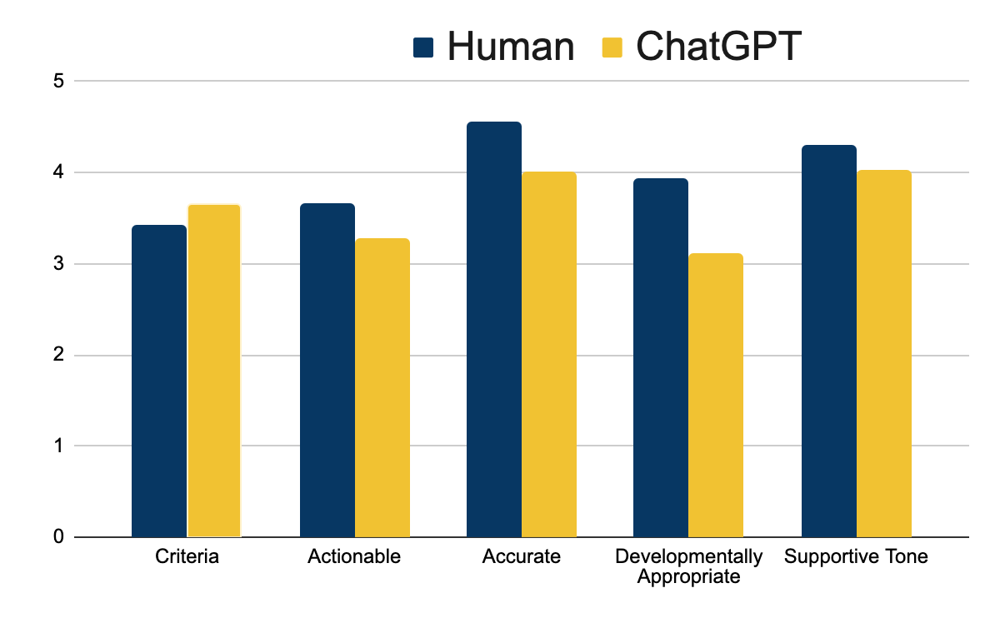 Human ChatGPT
5
4
3
2
1
0
Criteria Actionable Accurate Developmentally Supportive Tone
Appropriate